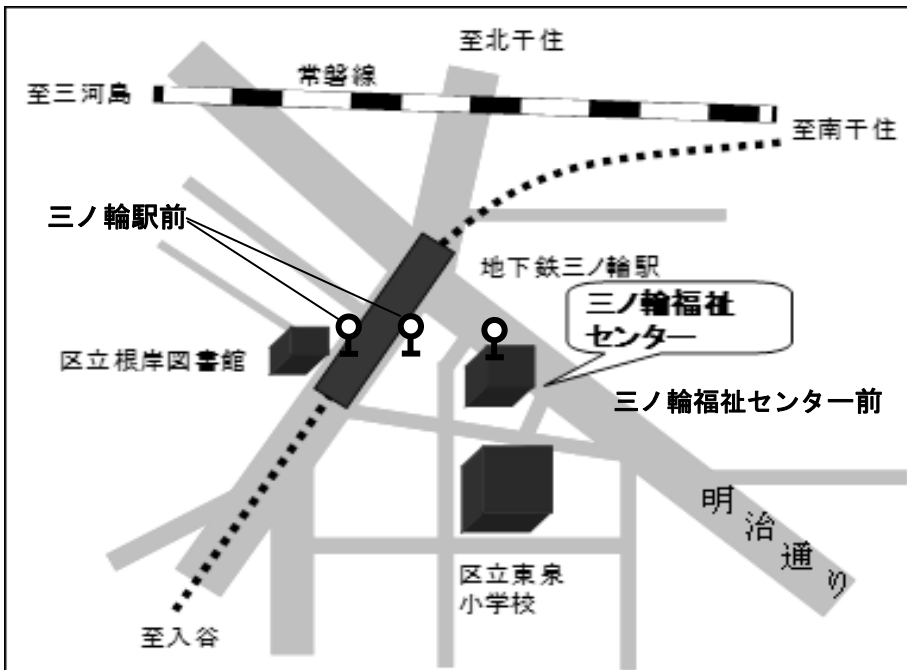 至北千住
常磐線
至三河島
至南千住
三ノ輪駅前
地下鉄三ノ輪駅
三ノ輪福祉
センター
区立根岸図書館
三ノ輪福祉センター前
明治通り
区立東泉
小学校
至入谷